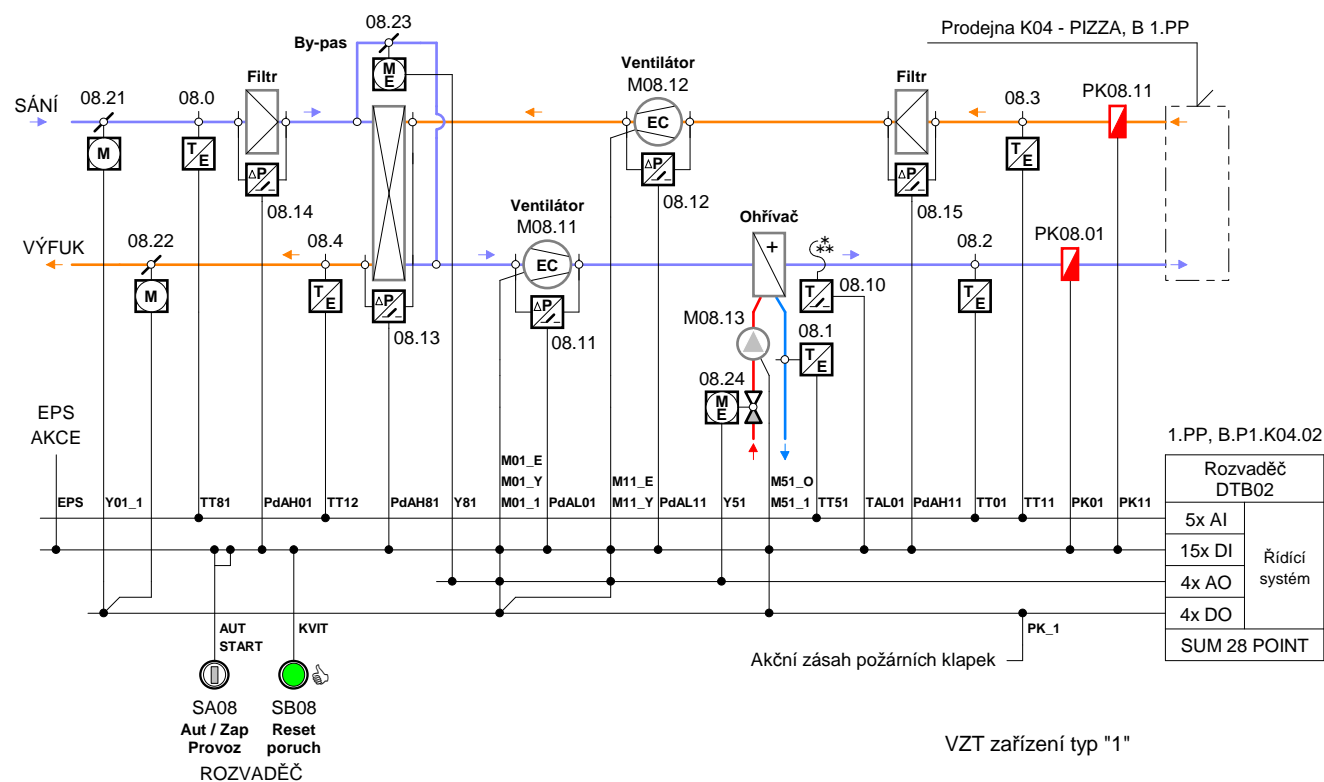 08.23
Prodejna K04 - PIZZA, B 1.PP
By-pas
Filtr
Ventilátor
M08.12
Filtr
SÁNÍ
08.21
08.0
M
E
08.3
PK08.11
EC
M
T
E
ΔP
ΔP
ΔP
T
E
08.14
08.12
08.15
Ventilátor
M08.11
Ohřívač
VÝFUK
08.22
08.4
08.2
PK08.01
EC
+
***
M
T
E
ΔP
ΔP
T
08.10
T
E
08.13
08.11
M08.13
08.1
T
E
08.24
M
E
EPS
AKCE
1.PP, B.P1.K04.02
M01_E
M01_Y
M01_1
M11_E
M11_Y
M51_O
M51_1
EPS
Y01_1
TT81
PdAH01
TT12
PdAH81
Y81
PdAL01
PdAL11
Y51
TT51
TAL01
PdAH11
TT01
TT11
PK01
PK11
Rozvaděč
DTB02
5x AI
15x DI
4x AO
4x DO
Řídící
systém
SUM 28 POINT
AUT
START
KVIT
PK_1
Akční zásah požárních klapek
SA08
Aut / Zap
Provoz
SB08
Reset
poruch
ROZVADĚČ
VZT zařízení typ "1"